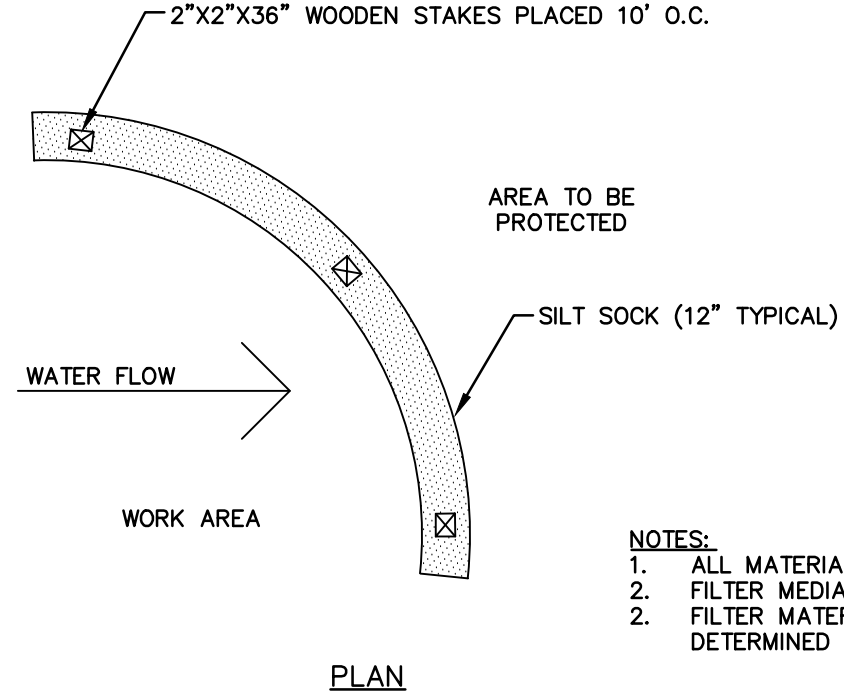 2”X2”X36” WOODEN STAKES PLACED 10’ O.C.
AREA TO BE
PROTECTED
SILT SOCK (12” TYPICAL)
WATER FLOW
WORK AREA
NOTES:
1. ALL MATERIA
2. FILTER MEDIA
2. FILTER MATER
DETERMINED
PLAN